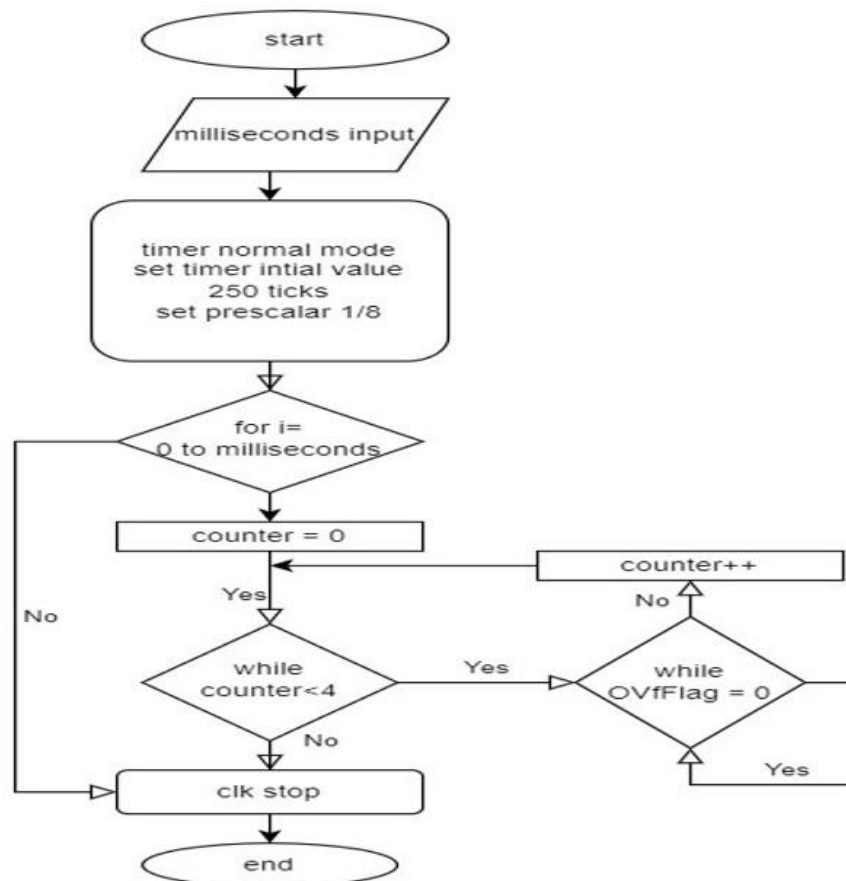 start
milliseconds input
timer normal mode
set timer intial value
250 ticks
set prescalar 1/8
for i=
0 to milliseconds
counter = 0
counter++
Yes
No
No
while
counter<4
Yes
while
OVfFlag = 0
No
Yes
clk stop
end